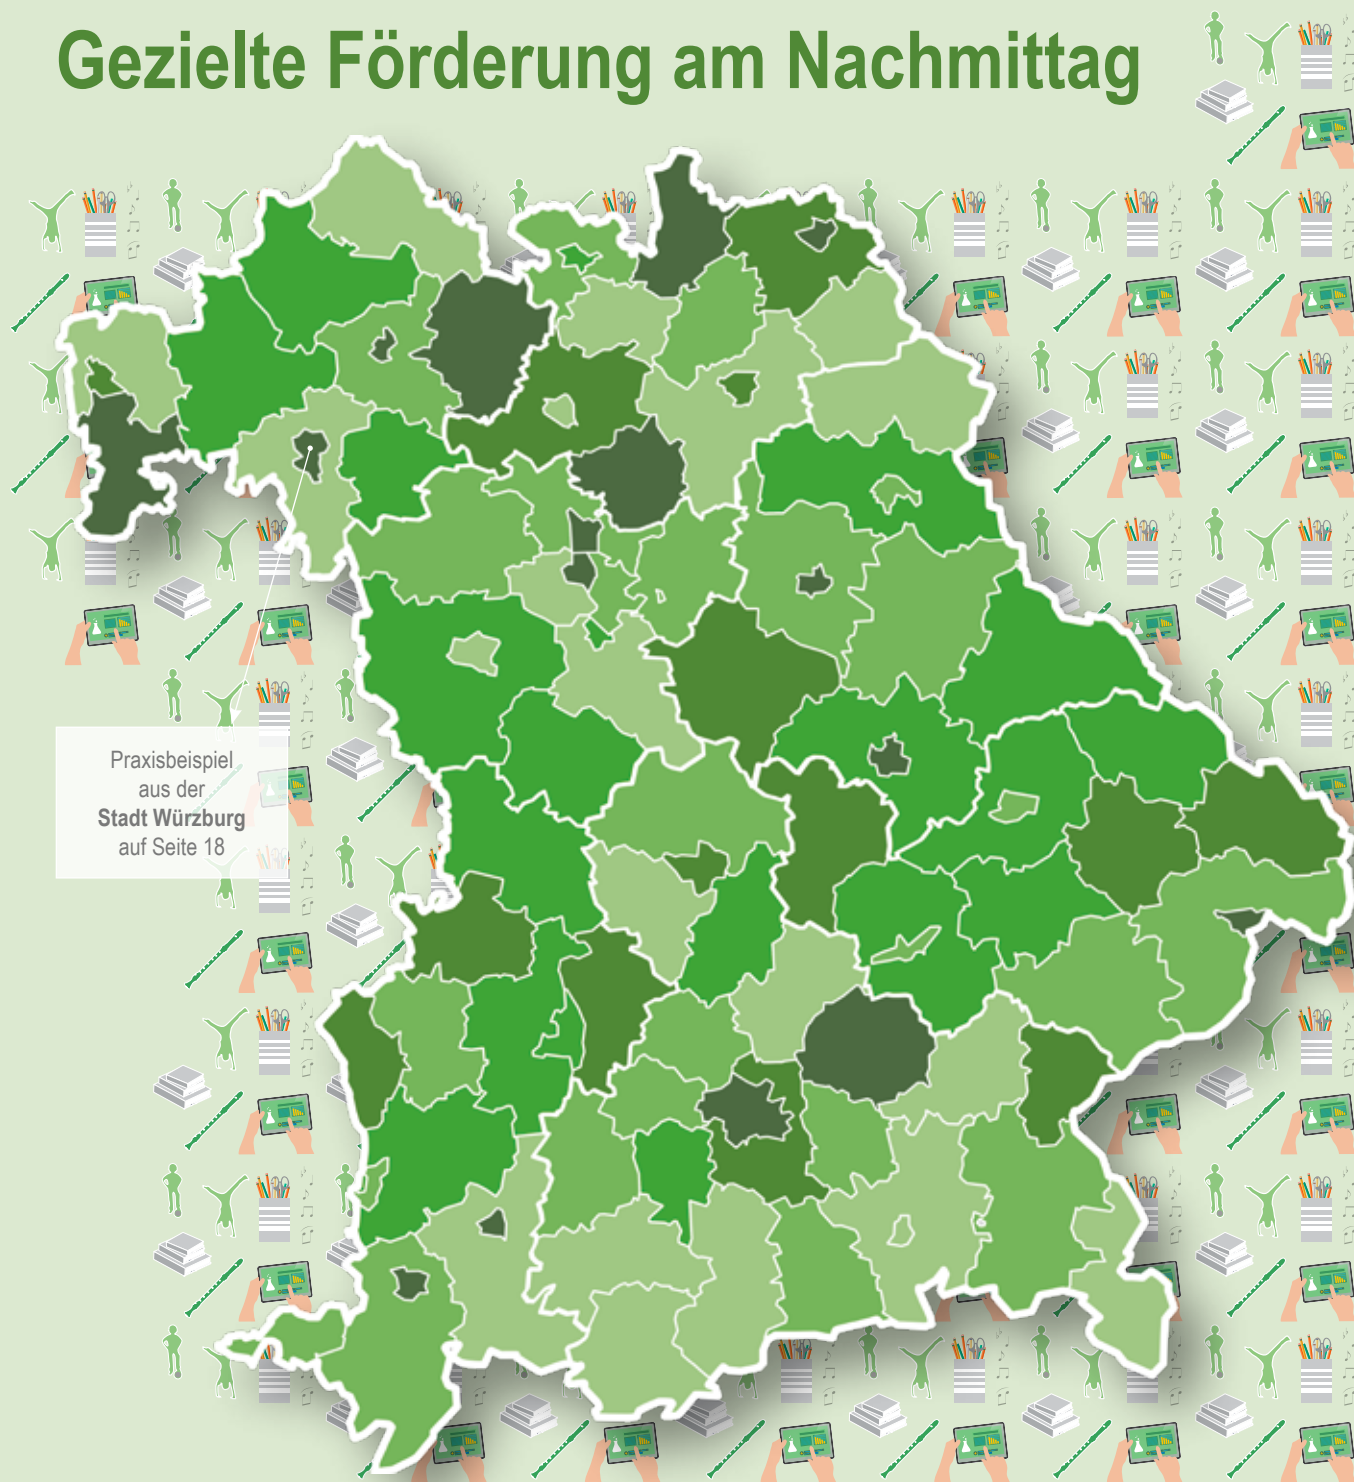 Gezielte Förderung am Nachmittag
Praxisbeispiel
aus der
Stadt Würzburg
auf Seite 18